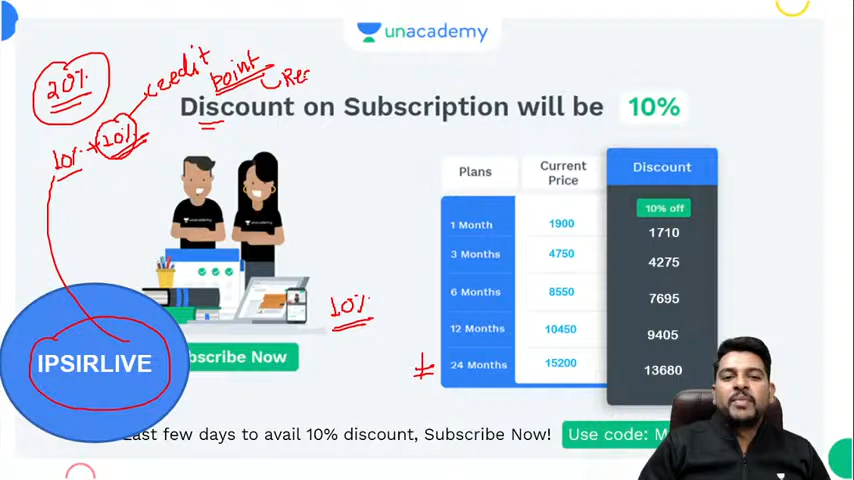 unacademy
20%
credit
point
Discount on Subscription will be 10%
10% + 10%
Plans Current Price Discount
10% off
1 Month 1900 1710
3 Months 4750 4275
6 Months 8550 7695
12 Months 10450 9405
24 Months 15200 13680
unacademy
10%
IPSIRLIVE
bscribe Now
Last few days to avail 10% discount, Subscribe Now! Use code: M